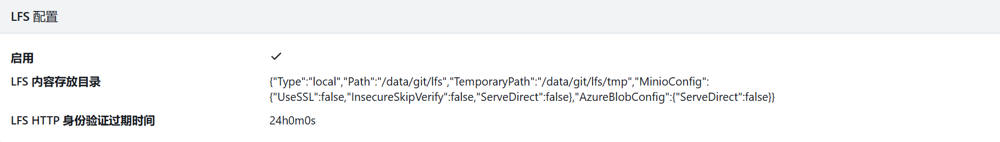 LFS 配置
启用
LFS 内容存放目录 {"Type":"local","Path":"/data/git/lfs","TemporaryPath":"/data/git/lfs/tmp","MinioConfig":
{"UseSSL":false,"InsecureSkipVerify":false,"ServeDirect":false},"AzureBlobConfig":{"ServeDirect":false}}
LFS HTTP 身份验证过期时间 24h0m0s